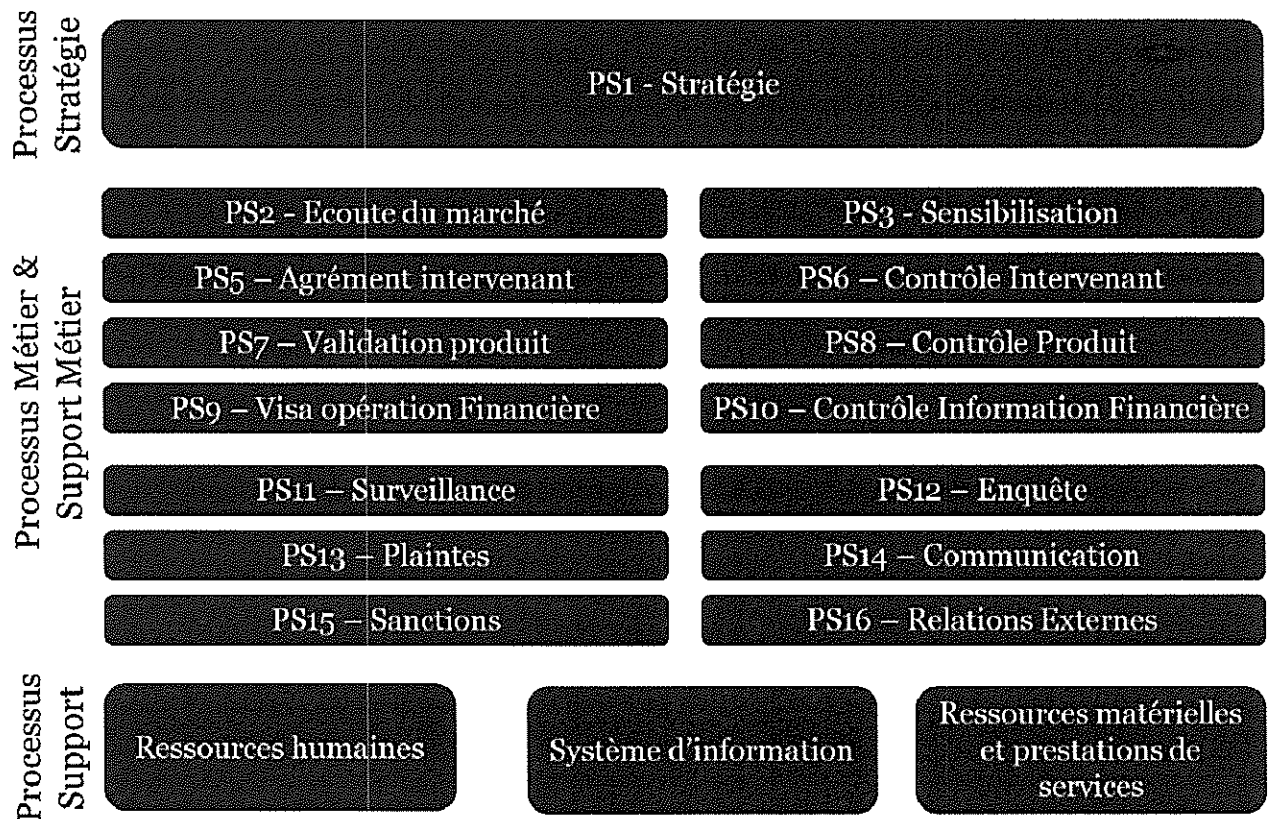 Processus
Stratégie
PS1 - Stratégie
Processus Métier &
Support Métier
PS2 - Ecoute du marché
PS3 - Sensibilisation
PS5 – Agrément intervenant
PS6 – Contrôle Intervenant
PS7 – Validation produit
PS8 – Contrôle Produit
PS9 – Visa opération Financière
PS10 – Contrôle Information Financière
PS11 – Surveillance
PS12 – Enquête
PS13 – Plaintes
PS14 – Communication
PS15 – Sanctions
PS16 – Relations Externes
Processus
Support
Ressources humaines
Système d'information
Ressources matérielles
et prestations de
services